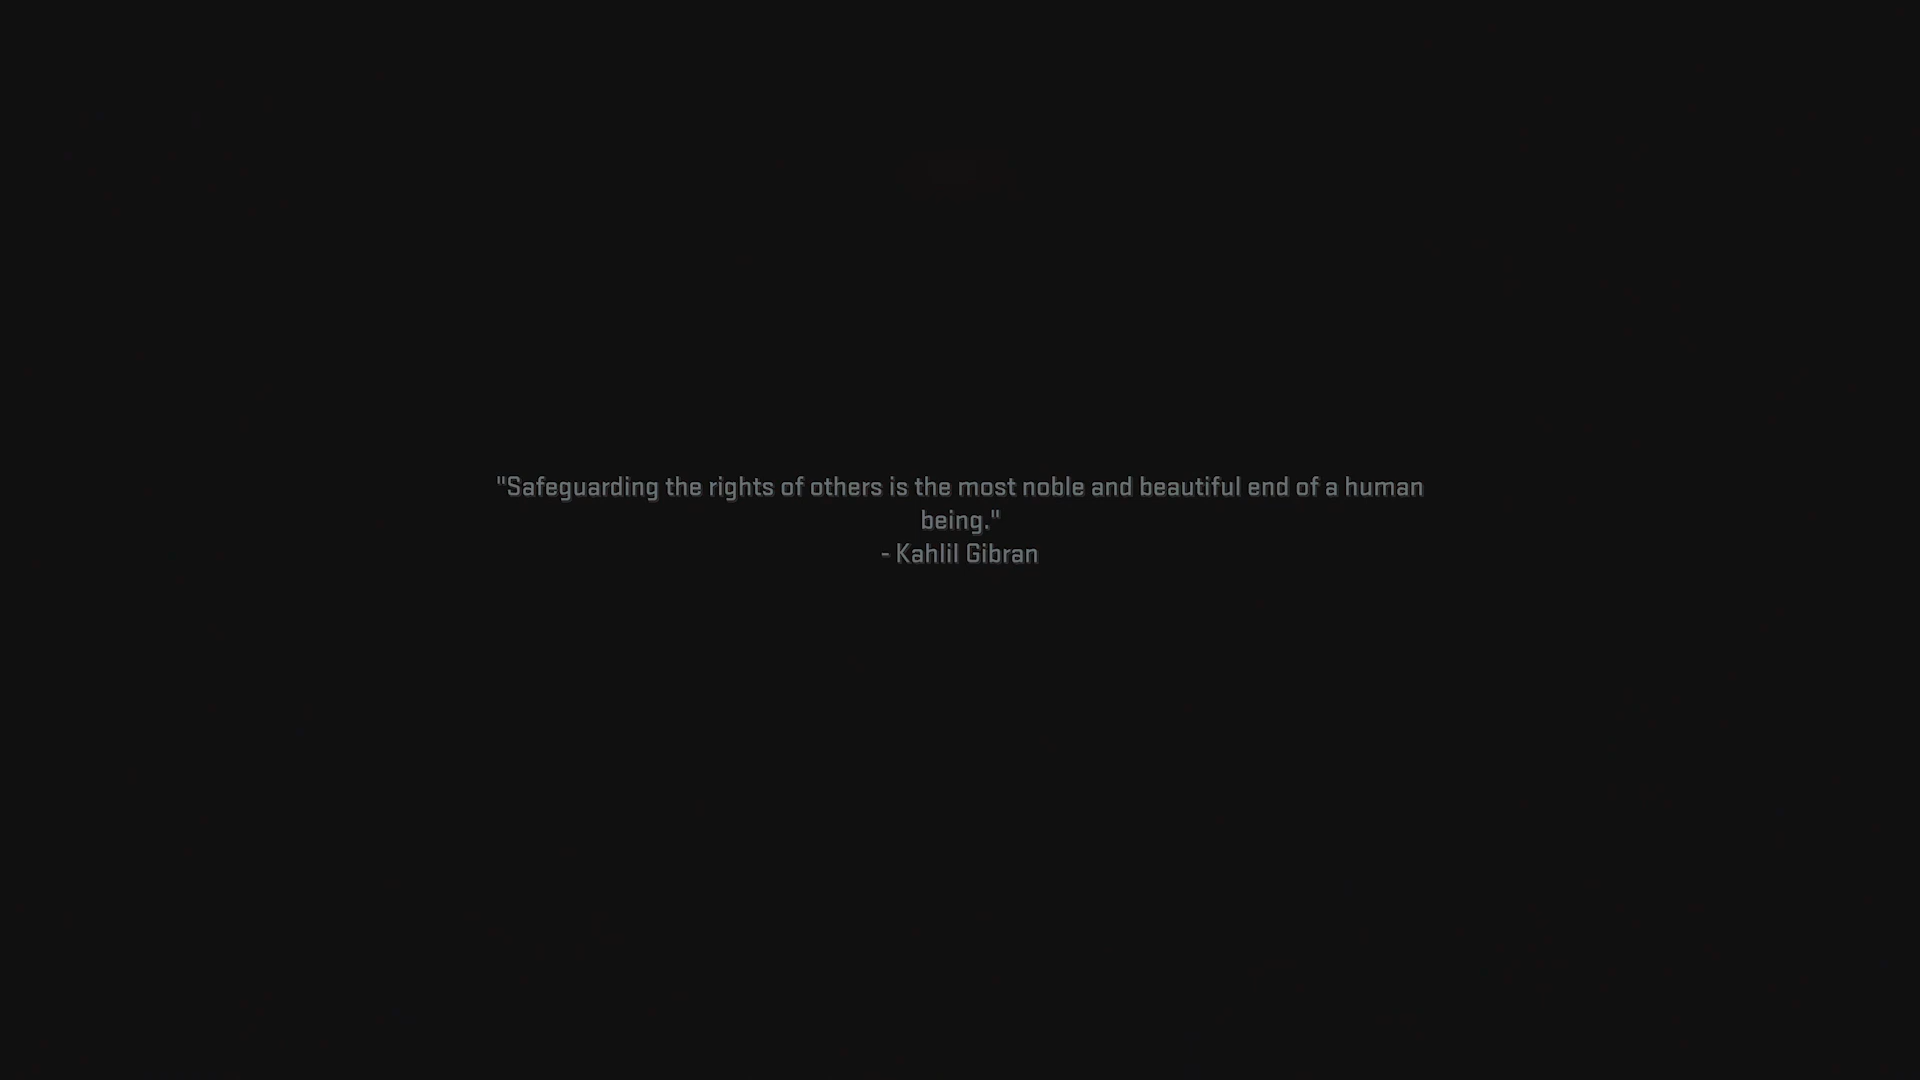 "Safeguarding the rights of others is the most noble and beautiful end of a human
being."
- Kahlil Gibran